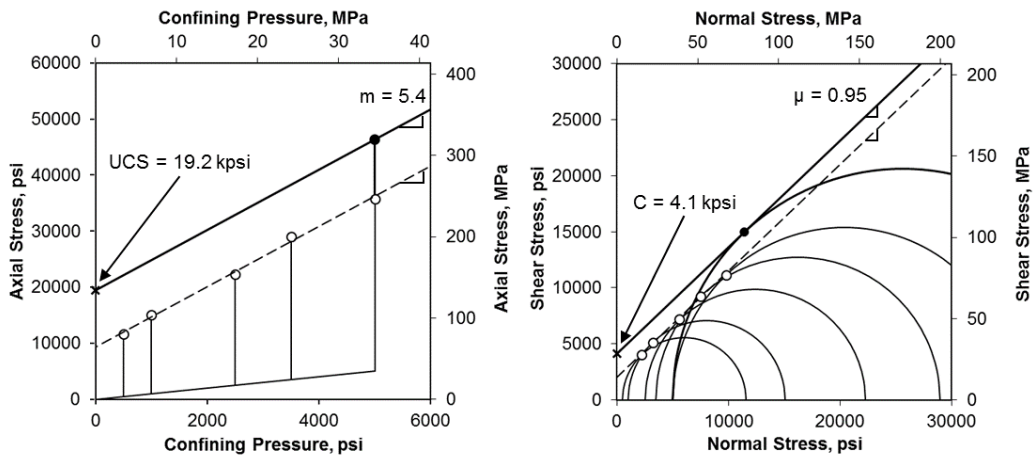 Confining Pressure, MPa
0 10 20 30 40
60000
50000
40000
30000
20000
10000
0
Axial Stress, psi
m = 5.4
UCS = 19.2 kpsi
400
300
200
100
0
Axial Stress, MPa
0 2000 4000 6000
Confining Pressure, psi
Normal Stress, MPa
0 50 100 150 200
30000
25000
20000
15000
10000
5000
0
Shear Stress, psi
μ = 0.95
C = 4.1 kpsi
200
150
100
50
0
Shear Stress, MPa
0 10000 20000 30000
Normal Stress, psi